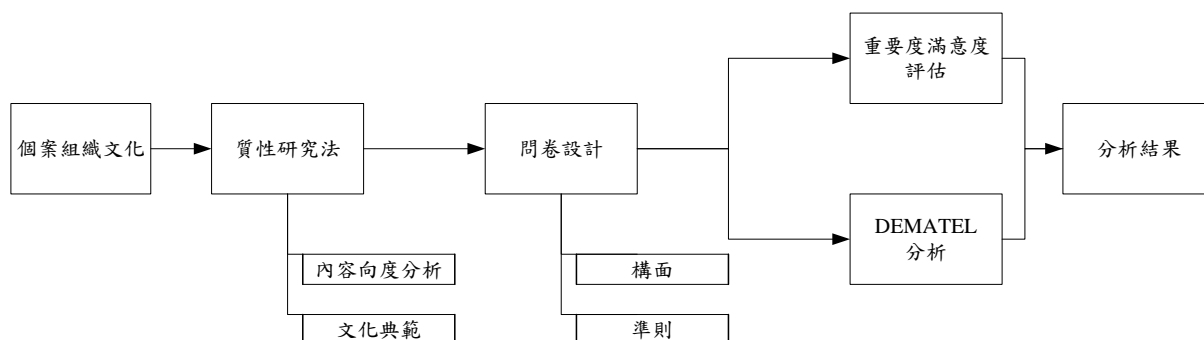 個案組織文化
質性研究法
內容向度分析
文化典範
問卷設計
構面
準則
重要度滿意度
評估
DEMATEL
分析
分析結果